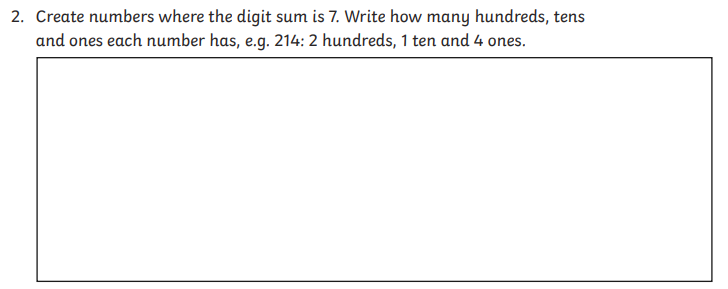 2. Create numbers where the digit sum is 7. Write how many hundreds, tens
and ones each number has, e.g. 214: 2 hundreds, 1 ten and 4 ones.